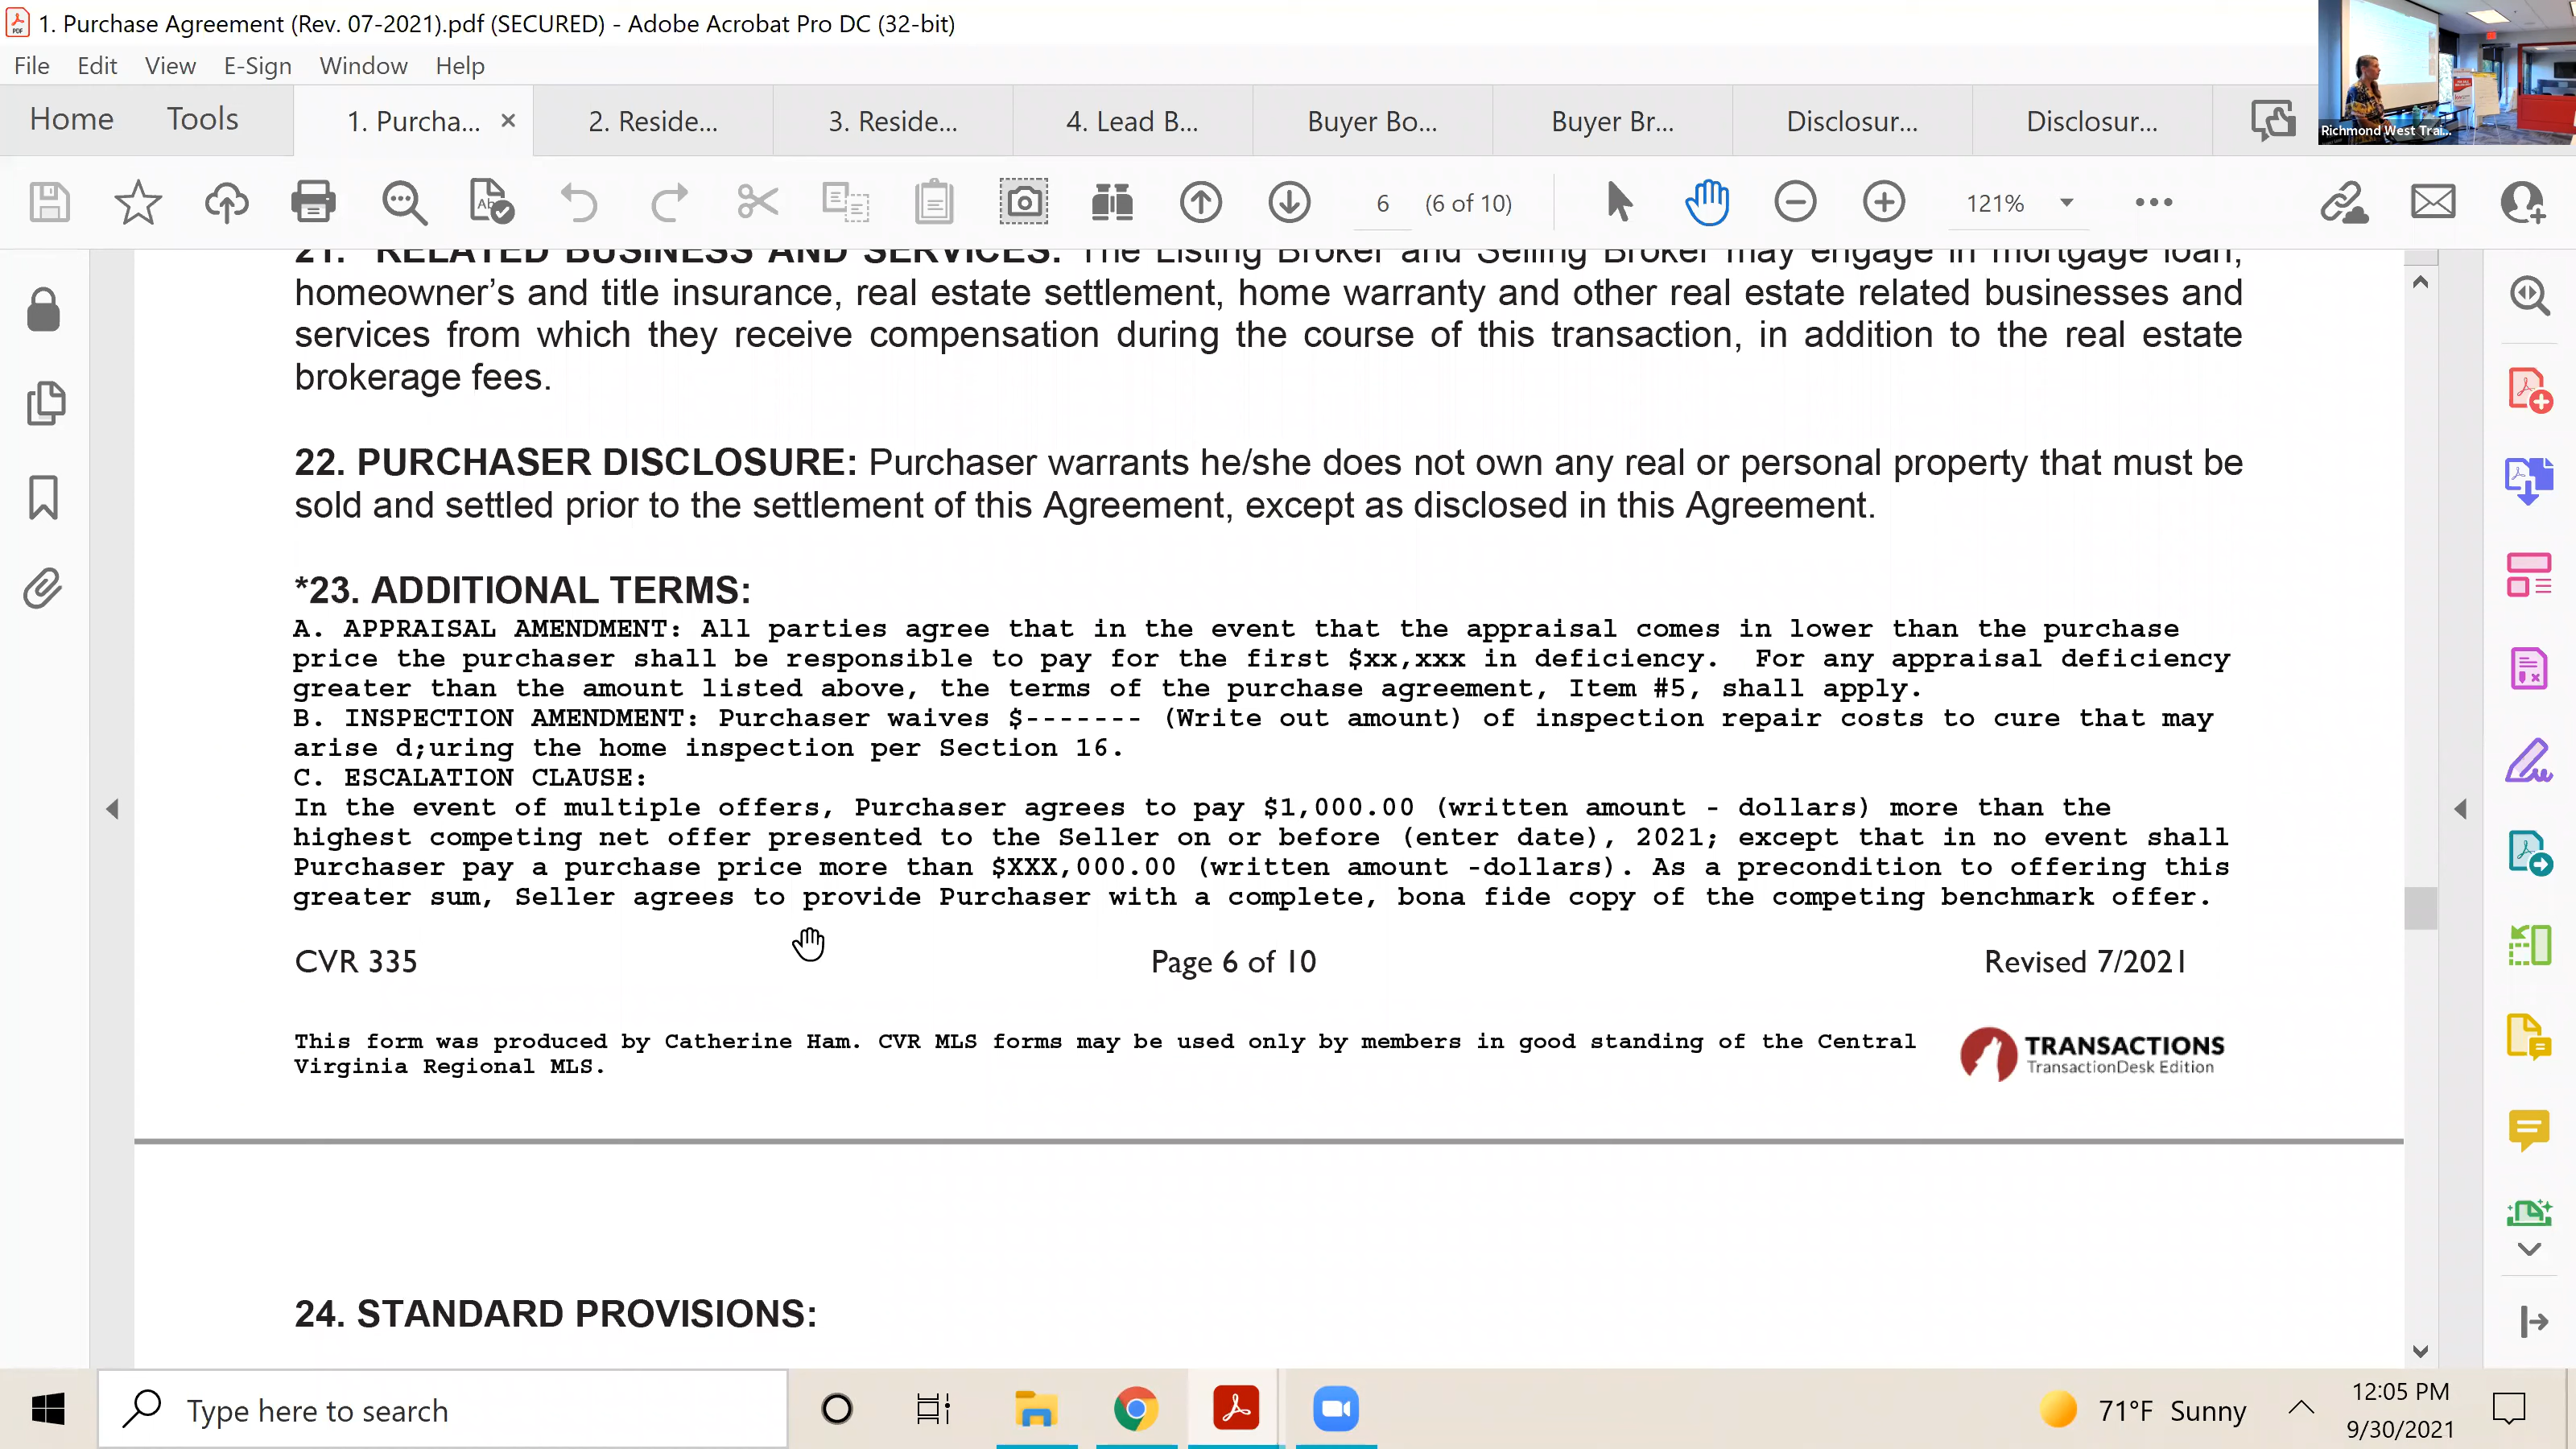 1. Purchase Agreement (Rev. 07-2021).pdf (SECURED) - Adobe Acrobat Pro DC (32-bit)
File Edit View E-Sign Window Help
Home Tools 1. Purcha... × 2. Reside... 3. Reside... 4. Lead B... Buyer Bo... Buyer Br... Disclosur... Disclosur...
Richmond West Trai...
6 (6 of 10) 121%
21. RELATED BUSINESS AND SERVICES: The Listing Broker and Selling Broker may engage in mortgage loan,
homeowner's and title insurance, real estate settlement, home warranty and other real estate related businesses and
services from which they receive compensation during the course of this transaction, in addition to the real estate
brokerage fees.
22. PURCHASER DISCLOSURE: Purchaser warrants he/she does not own any real or personal property that must be
sold and settled prior to the settlement of this Agreement, except as disclosed in this Agreement.
*23. ADDITIONAL TERMS:
A. APPRAISAL AMENDMENT: All parties agree that in the event that the appraisal comes in lower than the purchase
price the purchaser shall be responsible to pay for the first $xx,xxx in deficiency. For any appraisal deficiency
greater than the amount listed above, the terms of the purchase agreement, Item #5, shall apply.
B. INSPECTION AMENDMENT: Purchaser waives $------- (Write out amount) of inspection repair costs to cure that may
arise d;uring the home inspection per Section 16.
C. ESCALATION CLAUSE:
In the event of multiple offers, Purchaser agrees to pay $1,000.00 (written amount - dollars) more than the
highest competing net offer presented to the Seller on or before (enter date), 2021; except that in no event shall
Purchaser pay a purchase price more than $XXX,000.00 (written amount -dollars). As a precondition to offering this
greater sum, Seller agrees to provide Purchaser with a complete, bona fide copy of the competing benchmark offer.
CVR 335 Page 6 of 10 Revised 7/2021
This form was produced by Catherine Ham. CVR MLS forms may be used only by members in good standing of the Central
Virginia Regional MLS.
TRANSACTIONS
TransactionDesk Edition
24. STANDARD PROVISIONS:
Type here to search
71°F Sunny
12:05 PM
9/30/2021